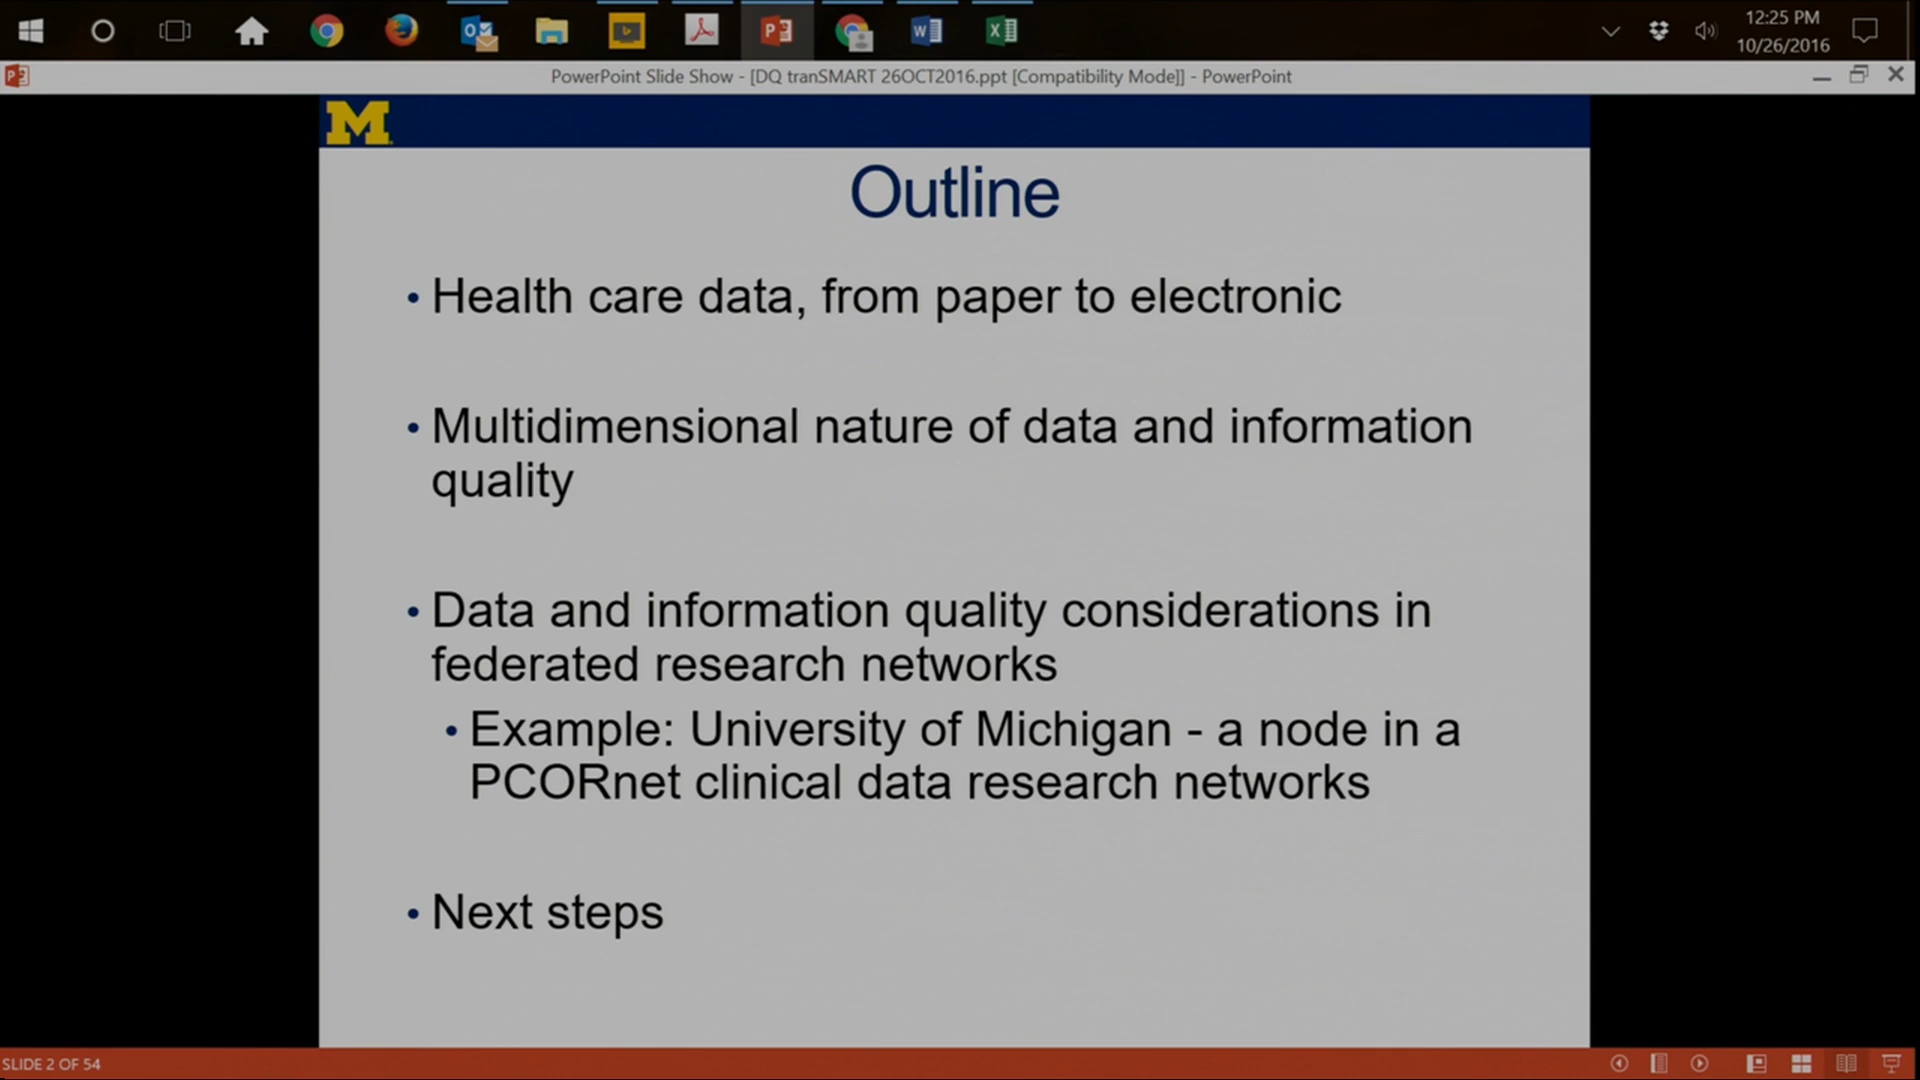 12:25 PM
10/26/2016
PowerPoint Slide Show - [DQ tranSMART 26OCT2016.ppt [Compatibility Mode]] - PowerPoint
M
Outline
• Health care data, from paper to electronic
• Multidimensional nature of data and information
quality
• Data and information quality considerations in
federated research networks
• Example: University of Michigan - a node in a
PCORnet clinical data research networks
• Next steps
SLIDE 2 OF 54